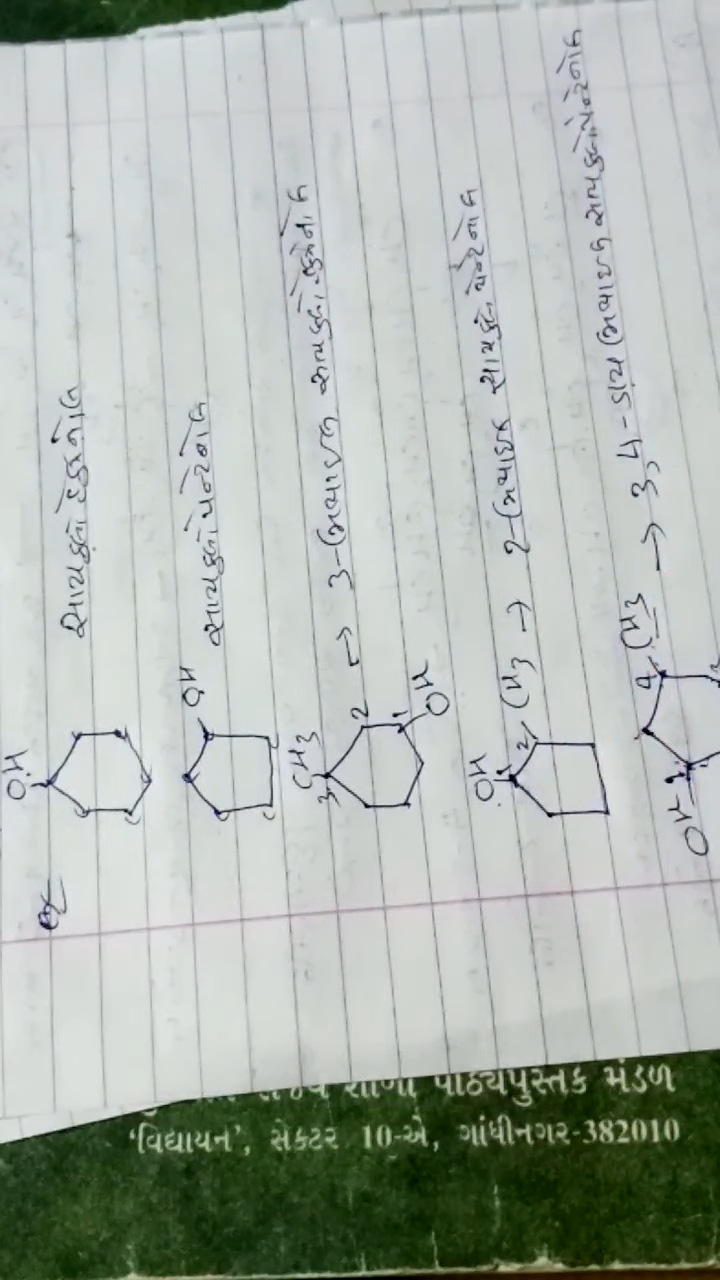 Ex
OH
સાયક્લો હેક્ઝેનોલ
OH
સાયક્લો પેન્ટેનોલ
CH3
3 2 1 OH → 3-મિથાઇલ સાયક્લો હેક્ઝેનોલ
OH
1 2 CH3 → 2-મિથાઇલ સાયક્લો પેન્ટેનોલ
OH 4 CH3 → 3,4-ડાય મિથાઇલ સાયક્લો પેન્ટેનોલ
પાઠ્યપુસ્તક મંડળ
‘વિદ્યાયન’, સેક્ટર 10-એ, ગાંધીનગર-382010